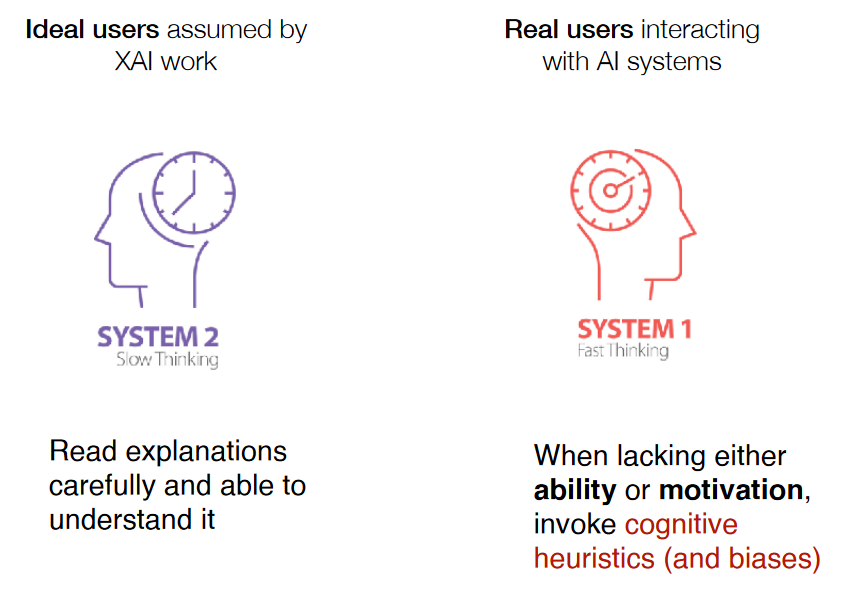 Ideal users assumed by
XAI work
Real users interacting
with AI systems
SYSTEM 2
Slow Thinking
SYSTEM 1
Fast Thinking
Read explanations
carefully and able to
understand it
When lacking either
ability or motivation,
invoke cognitive
heuristics (and biases)